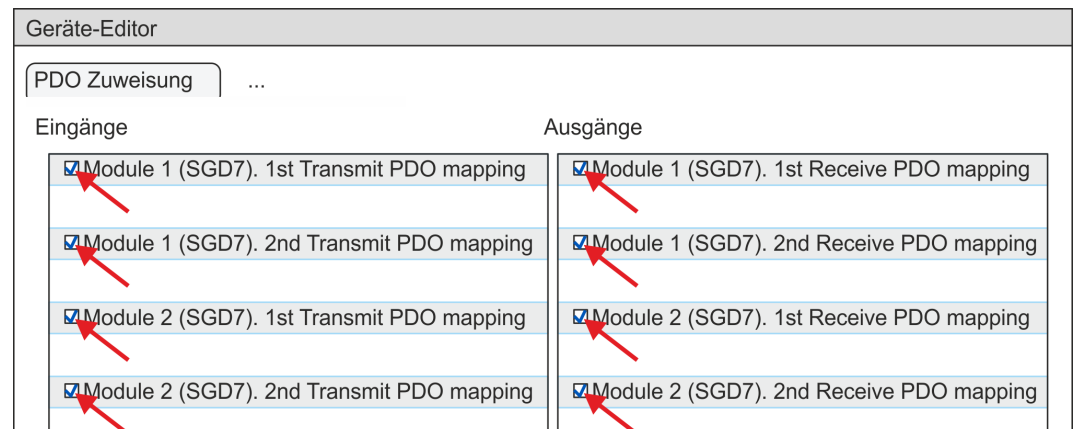 Geräte-Editor
PDO Zuweisung ...
Eingänge
Ausgänge
Module 1 (SGD7). 1st Transmit PDO mapping
Module 1 (SGD7). 2nd Transmit PDO mapping
Module 2 (SGD7). 1st Transmit PDO mapping
Module 2 (SGD7). 2nd Transmit PDO mapping
Module 1 (SGD7). 1st Receive PDO mapping
Module 1 (SGD7). 2nd Receive PDO mapping
Module 2 (SGD7). 1st Receive PDO mapping
Module 2 (SGD7). 2nd Receive PDO mapping